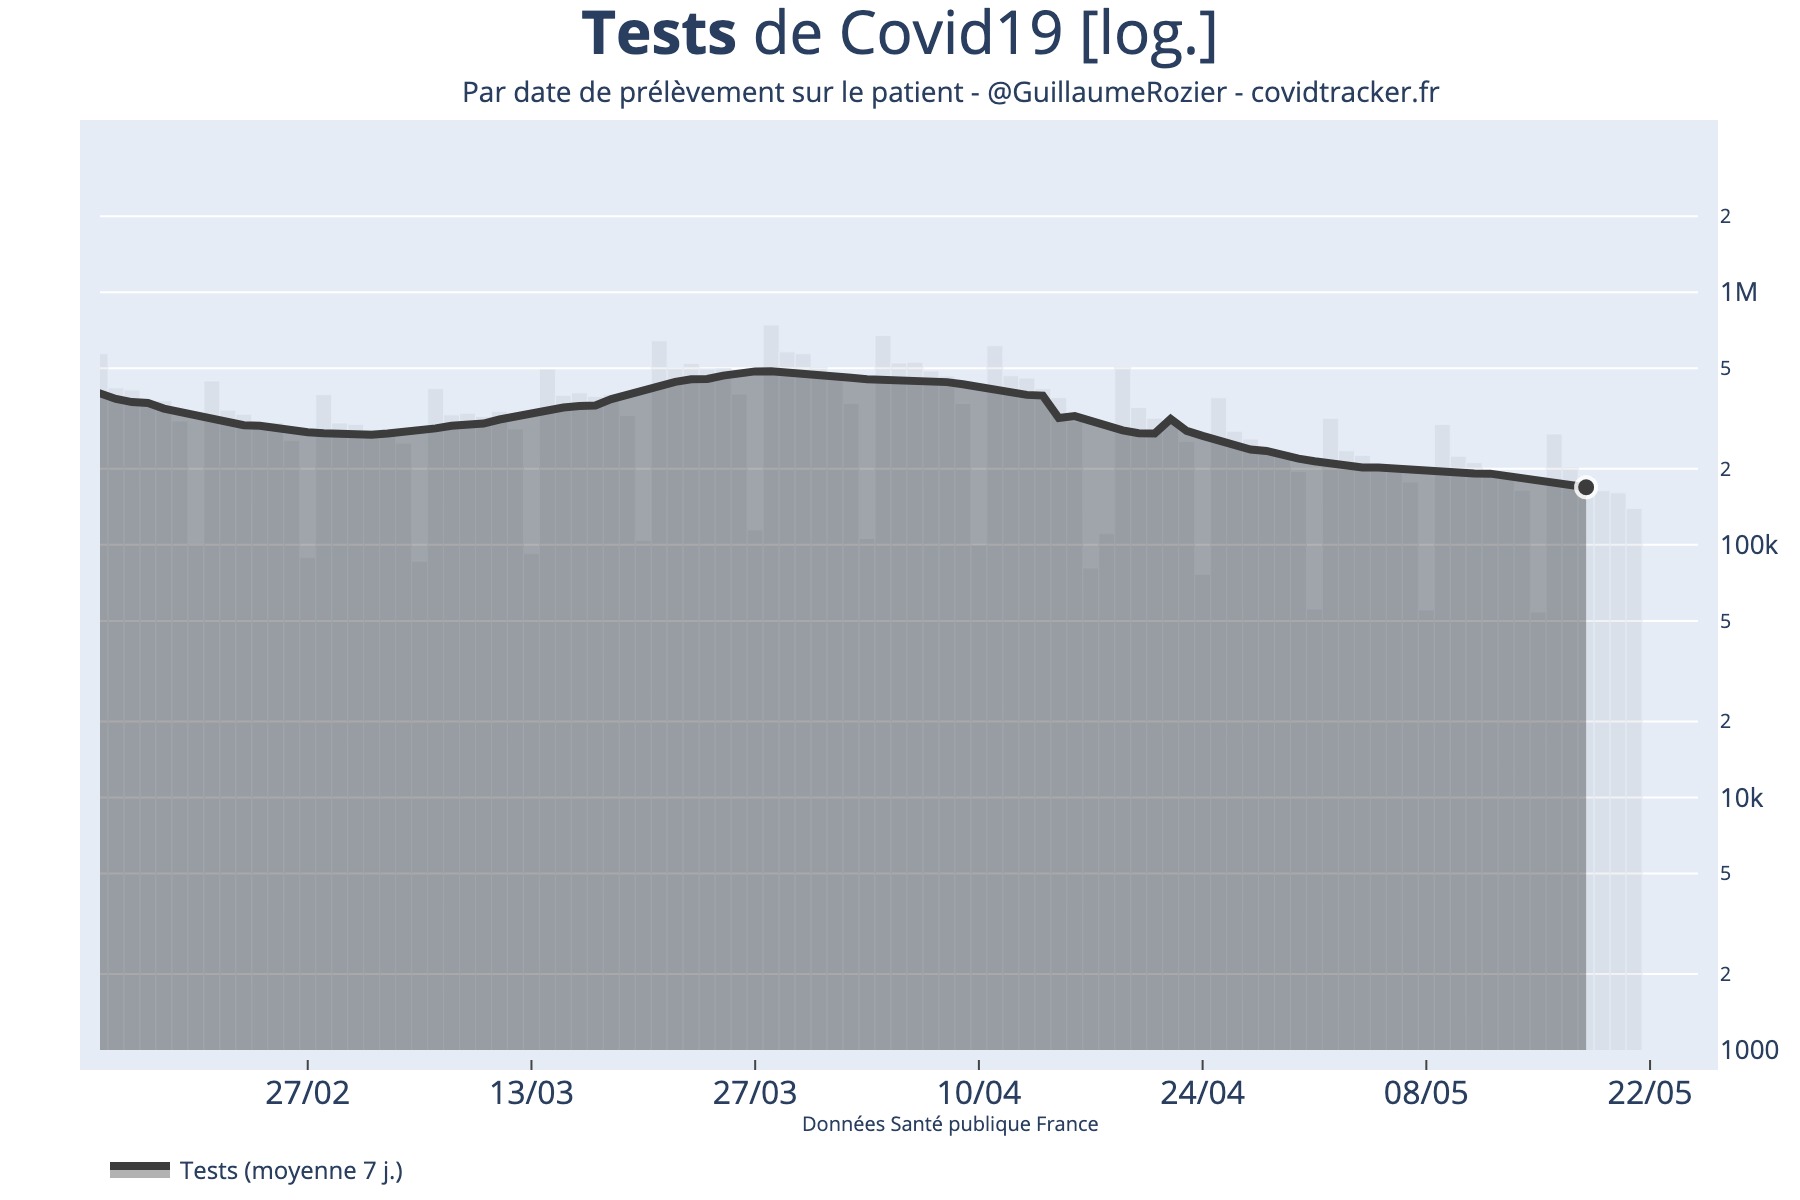 Tests de Covid19 [log.]
Par date de prélèvement sur le patient - @GuillaumeRozier - covidtracker.fr
2
1M
5
2
100k
5
2
10k
5
2
1000
27/02 13/03 27/03 10/04 24/04 08/05 22/05
Données Santé publique France
Tests (moyenne 7 j.)